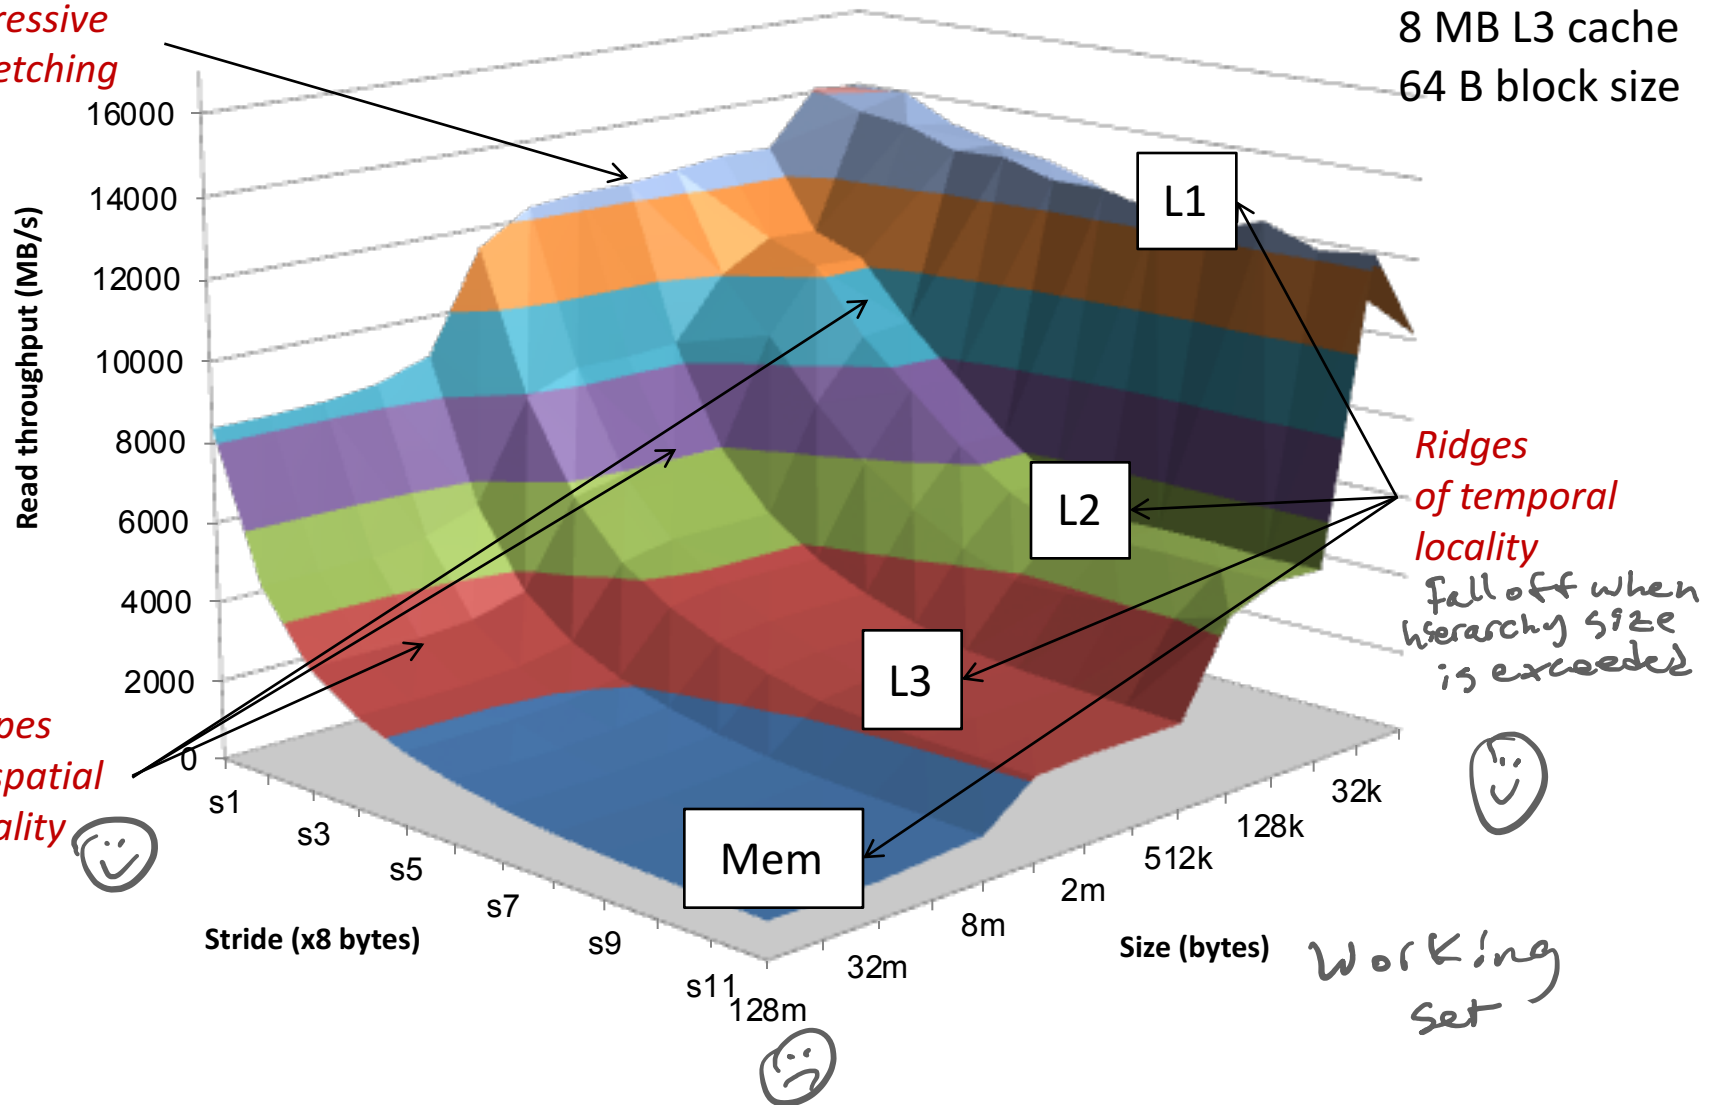 ressive
etching
8 MB L3 cache
64 B block size
16000
14000
12000
10000
8000
6000
4000
2000
0
Read throughput (MB/s)
L1
L2
L3
Mem
Ridges
of temporal
locality
Fall off when
hierarchy size
is exceeded
pes
spatial
ality
s1
s3
s5
s7
s9
s11
Stride (x8 bytes)
128m
32m
8m
2m
512k
128k
32k
Size (bytes)
Working
set